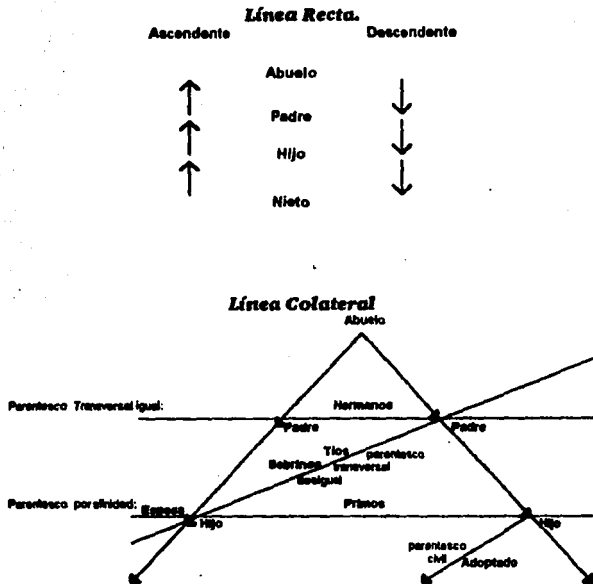 Línea Recta.
Ascendente Descendente
Abuelo
Padre
Hijo
Nieto
Línea Colateral
Abuelo
Parentesco Transversal igual: Hermanos
Padre Padre
Tíos parentesco
Sobrinos transversal
desigual
Parentesco por afinidad: Esposa Primos
Hijo Hijo
parentesco
civil Adoptado